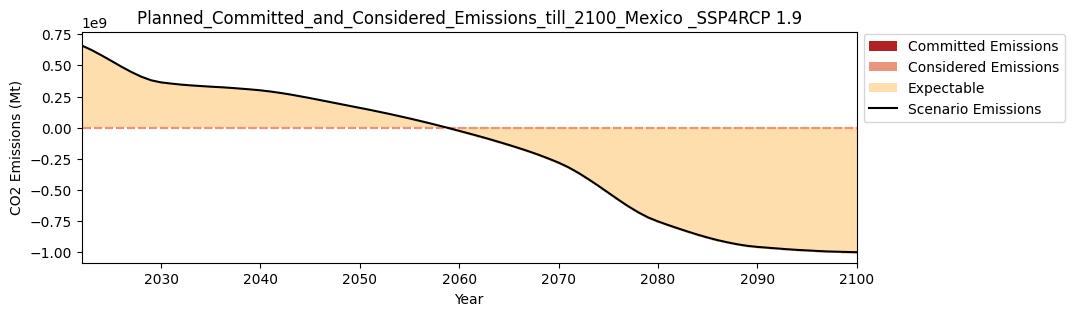 Planned_Committed_and_Considered_Emissions_till_2100_Mexico _SSP4RCP 1.9
1e9
0.75
0.50
0.25
0.00
−0.25
−0.50
−0.75
−1.00
CO2 Emissions (Mt)
2030 2040 2050 2060 2070 2080 2090 2100
Year
Committed Emissions
Considered Emissions
Expectable
Scenario Emissions